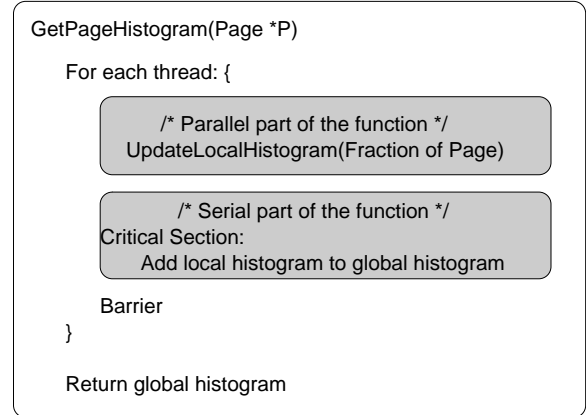 GetPageHistogram(Page *P)
For each thread: {
/* Parallel part of the function */
UpdateLocalHistogram(Fraction of Page)
/* Serial part of the function */
Critical Section:
Add local histogram to global histogram
Barrier
}
Return global histogram